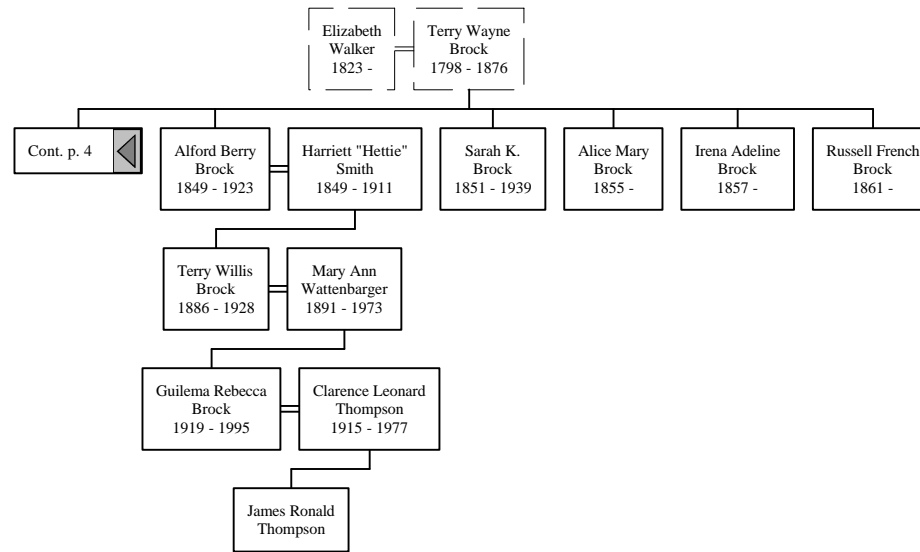 Elizabeth
Walker
1823 -
Terry Wayne
Brock
1798 - 1876
Cont. p. 4
Alford Berry
Brock
1849 - 1923
Harriett "Hettie"
Smith
1849 - 1911
Sarah K.
Brock
1851 - 1939
Alice Mary
Brock
1855 -
Irena Adeline
Brock
1857 -
Russell French
Brock
1861 -
Terry Willis
Brock
1886 - 1928
Mary Ann
Wattenbarger
1891 - 1973
Guilema Rebecca
Brock
1919 - 1995
Clarence Leonard
Thompson
1915 - 1977
James Ronald
Thompson